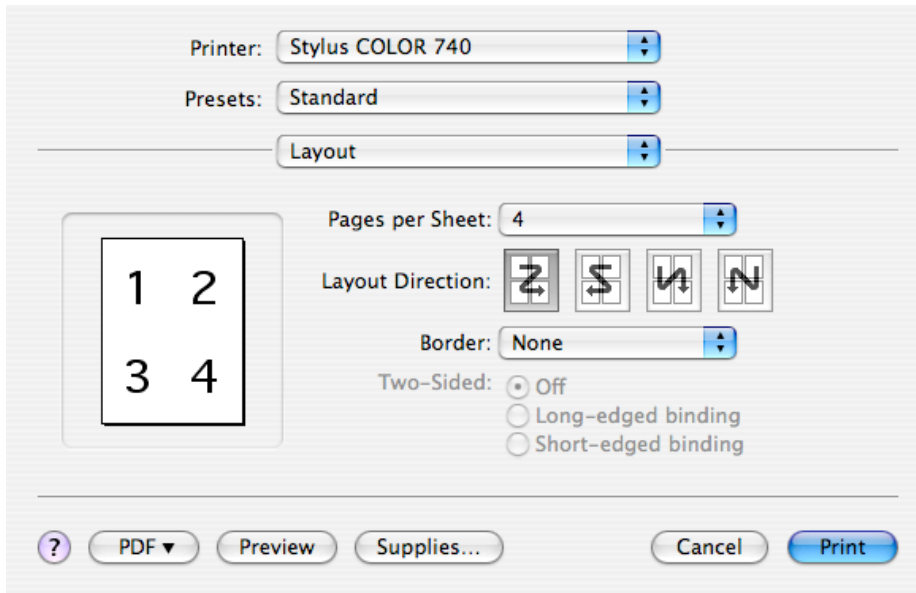 Printer: Stylus COLOR 740
Presets: Standard
Layout
Pages per Sheet: 4
1 2
Layout Direction:
3 4
Border: None
Two-Sided: Off
Long-edged binding
Short-edged binding
? PDF▼ Preview Supplies... Cancel Print